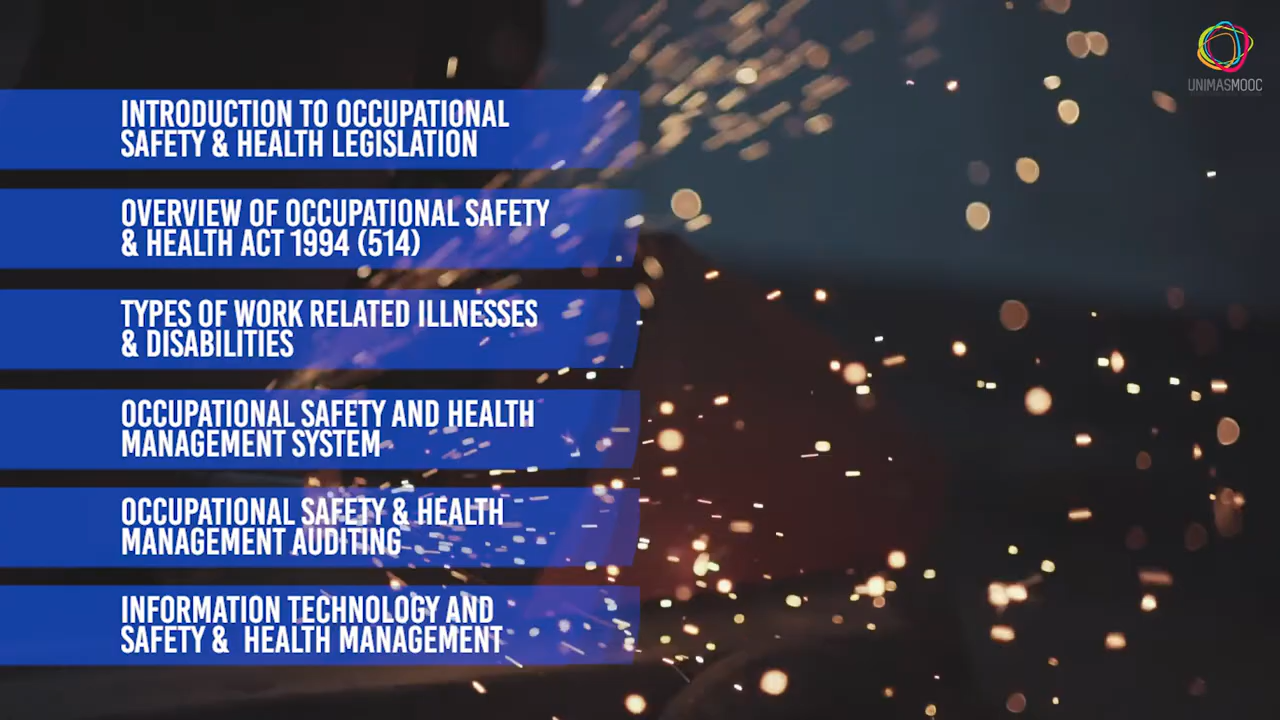 UNIMASMOOC
INTRODUCTION TO OCCUPATIONAL
SAFETY & HEALTH LEGISLATION
OVERVIEW OF OCCUPATIONAL SAFETY
& HEALTH ACT 1994 (514)
TYPES OF WORK RELATED ILLNESSES
& DISABILITIES
OCCUPATIONAL SAFETY AND HEALTH
MANAGEMENT SYSTEM
OCCUPATIONAL SAFETY & HEALTH
MANAGEMENT AUDITING
INFORMATION TECHNOLOGY AND
SAFETY &  HEALTH MANAGEMENT